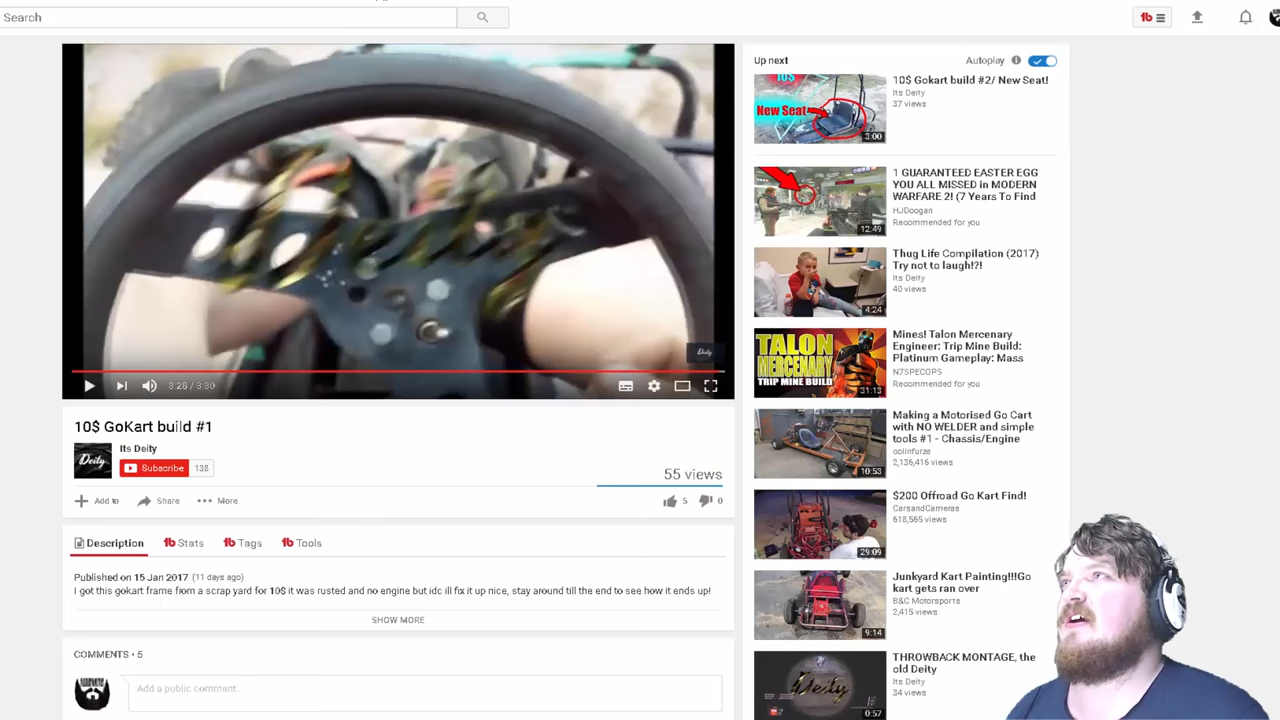 Search
tb
Up next
Autoplay
10$
New Seat
3:00
10$ Gokart build #2/ New Seat!
Its Deity
37 views
12:49
1 GUARANTEED EASTER EGG
YOU ALL MISSED in MODERN
WARFARE 2! (7 Years To Find
HJDoogan
Recommended for you
4:24
Thug Life Compilation (2017)
Try not to laugh!?!
Its Deity
40 views
TALON
MERCENARY
TRIP MINE BUILD
31:13
Mines! Talon Mercenary
Engineer: Trip Mine Build:
Platinum Gameplay: Mass
N7SPECOPS
Recommended for you
10:53
Making a Motorised Go Cart
with NO WELDER and simple
tools #1 - Chassis/Engine
colinfurze
2,136,416 views
29:09
$200 Offroad Go Kart Find!
CarsandCameras
618,565 views
9:14
Junkyard Kart Painting!!!Go
kart gets ran over
B&C Motorsports
2,415 views
Deity
0:57
THROWBACK MONTAGE, the
old Deity
Its Deity
34 views
Deity
3:28 / 3:30
10$ GoKart build #1
Deity
Its Deity
Subscribe 138
55 views
Add to Share More
5 0
Description tb Stats tb Tags tb Tools
Published on 15 Jan 2017 (11 days ago)
I got this gokart frame from a scrap yard for 10$ it was rusted and no engine but idc ill fix it up nice, stay around till the end to see how it ends up!
SHOW MORE
COMMENTS • 5
Add a public comment...